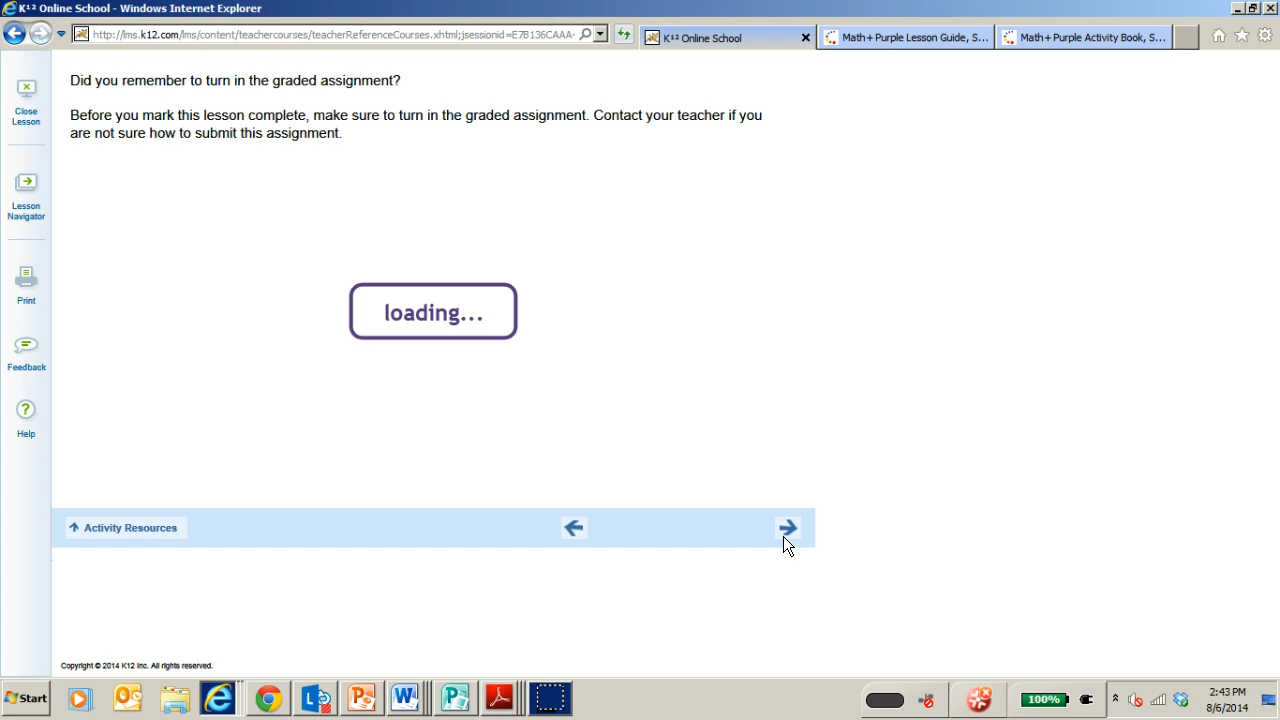 K¹² Online School - Windows Internet Explorer
http://lms.k12.com/lms/content/teachercourses/teacherReferenceCourses.xhtml;jsessionid=E7B136CAAA
K¹² Online School
Math+ Purple Lesson Guide, S...
Math+ Purple Activity Book, S...
Did you remember to turn in the graded assignment?
Before you mark this lesson complete, make sure to turn in the graded assignment. Contact your teacher if you
are not sure how to submit this assignment.
Close
Lesson
Lesson
Navigator
Print
Feedback
Help
loading...
Activity Resources
Copyright © 2014 K12 Inc. All rights reserved.
Start
100%
2:43 PM
8/6/2014